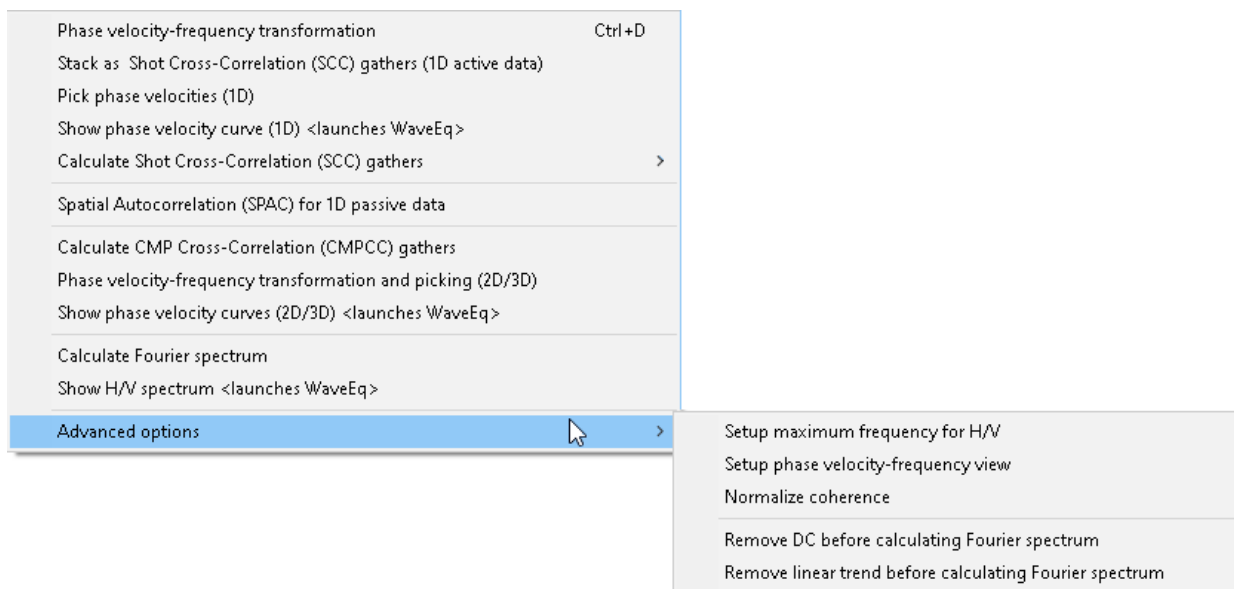 Phase velocity-frequency transformation Ctrl+D
Stack as Shot Cross-Correlation (SCC) gathers (1D active data)
Pick phase velocities (1D)
Show phase velocity curve (1D) <launches WaveEq>
Calculate Shot Cross-Correlation (SCC) gathers >
Spatial Autocorrelation (SPAC) for 1D passive data
Calculate CMP Cross-Correlation (CMPCC) gathers
Phase velocity-frequency transformation and picking (2D/3D)
Show phase velocity curves (2D/3D) <launches WaveEq>
Calculate Fourier spectrum
Show H/V spectrum <launches WaveEq>
Advanced options >
Setup maximum frequency for H/V
Setup phase velocity-frequency view
Normalize coherence
Remove DC before calculating Fourier spectrum
Remove linear trend before calculating Fourier spectrum